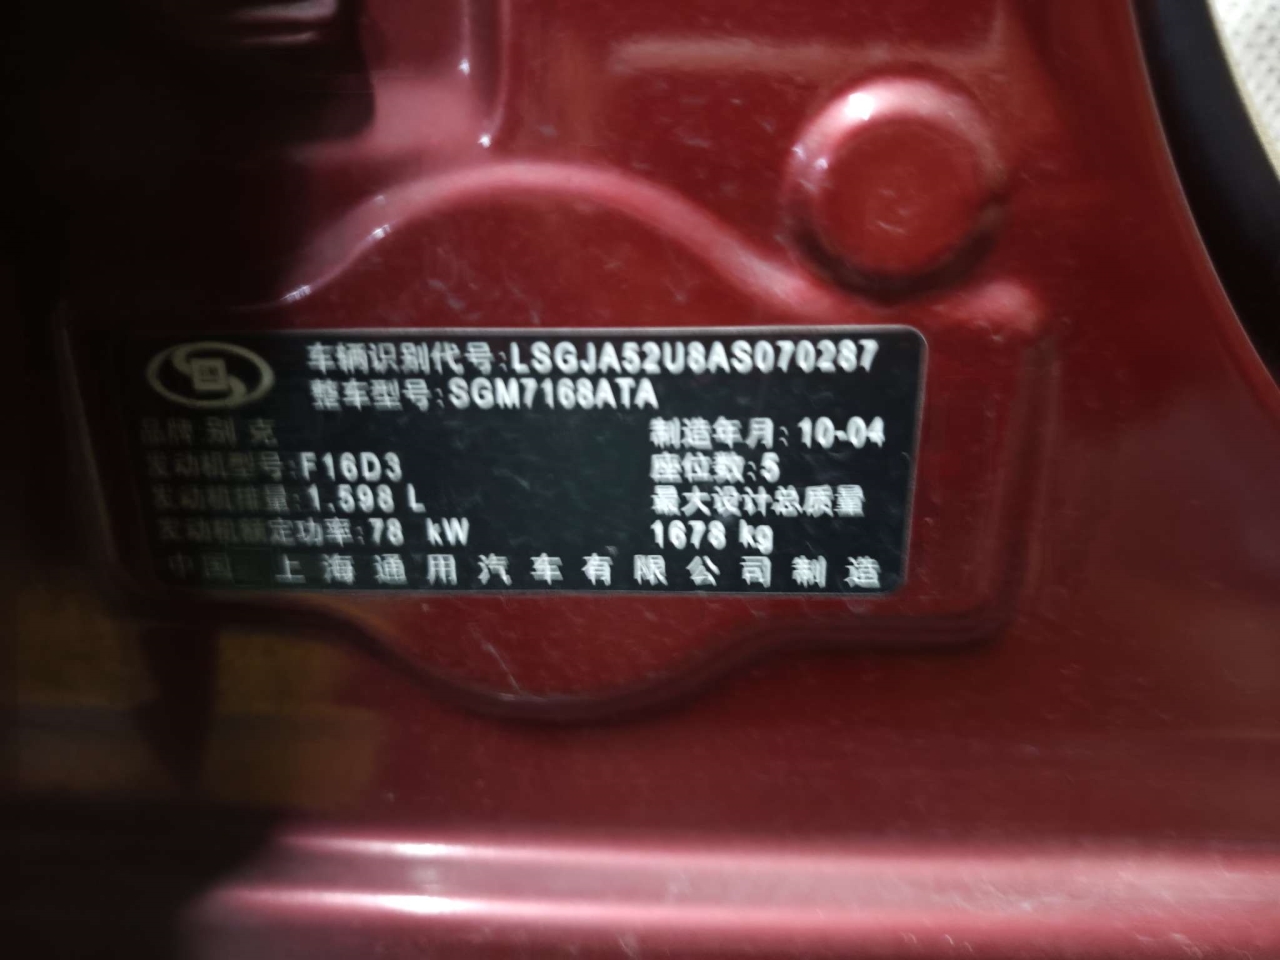 车辆识别代号:LSGJA52U8AS070287
整车型号:SGM7168ATA
品牌 别克
制造年月:10-04
发动机型号:F16D3
座位数:5
发动机排量:1.598 L
最大设计总质量
发动机额定功率:78 kW
1678 kg
中国 上海通用汽车有限公司制造